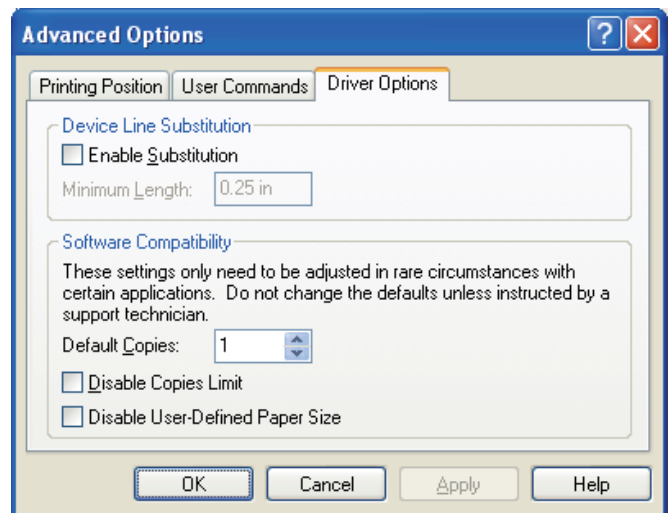 Advanced Options
Printing Position User Commands Driver Options
Device Line Substitution
Enable Substitution
Minimum Length: 0.25 in
Software Compatibility
These settings only need to be adjusted in rare circumstances with
certain applications. Do not change the defaults unless instructed by a
support technician.
Default Copies: 1
Disable Copies Limit
Disable User-Defined Paper Size
OK Cancel Apply Help